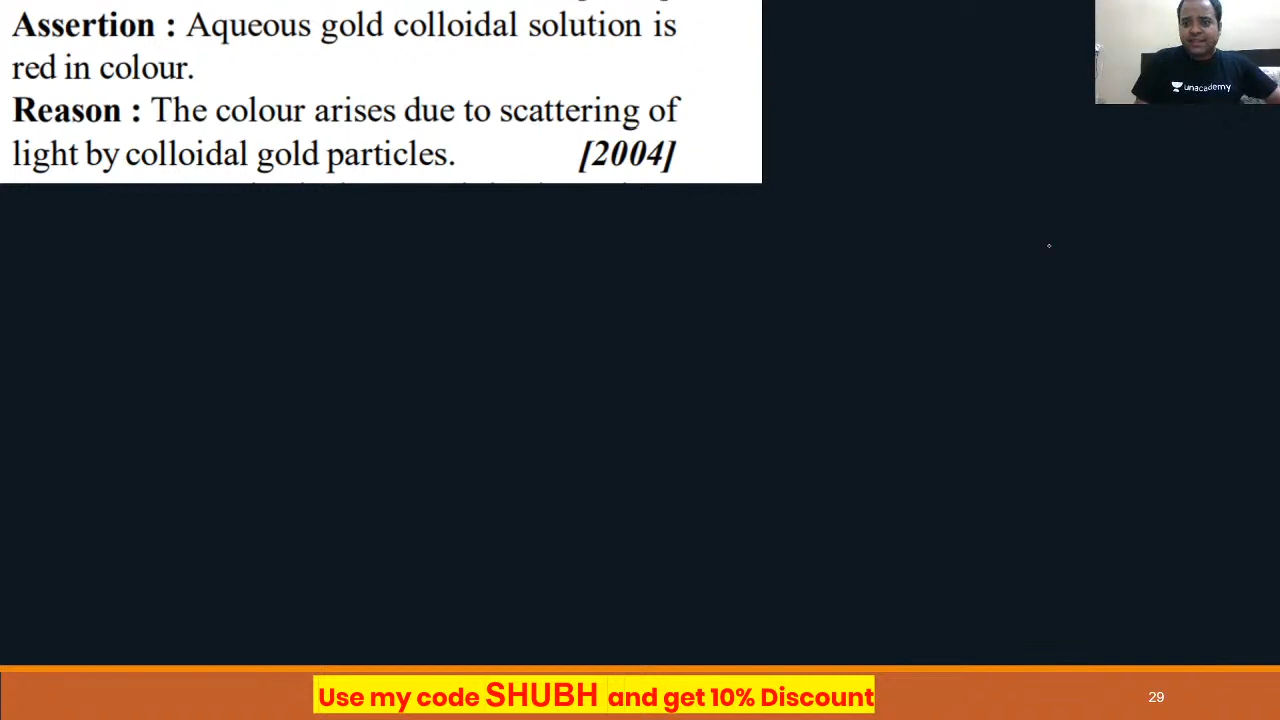 Assertion : Aqueous gold colloidal solution is
red in colour.
Reason : The colour arises due to scattering of
light by colloidal gold particles. [2004]
unacademy
Use my code SHUBH and get 10% Discount
29